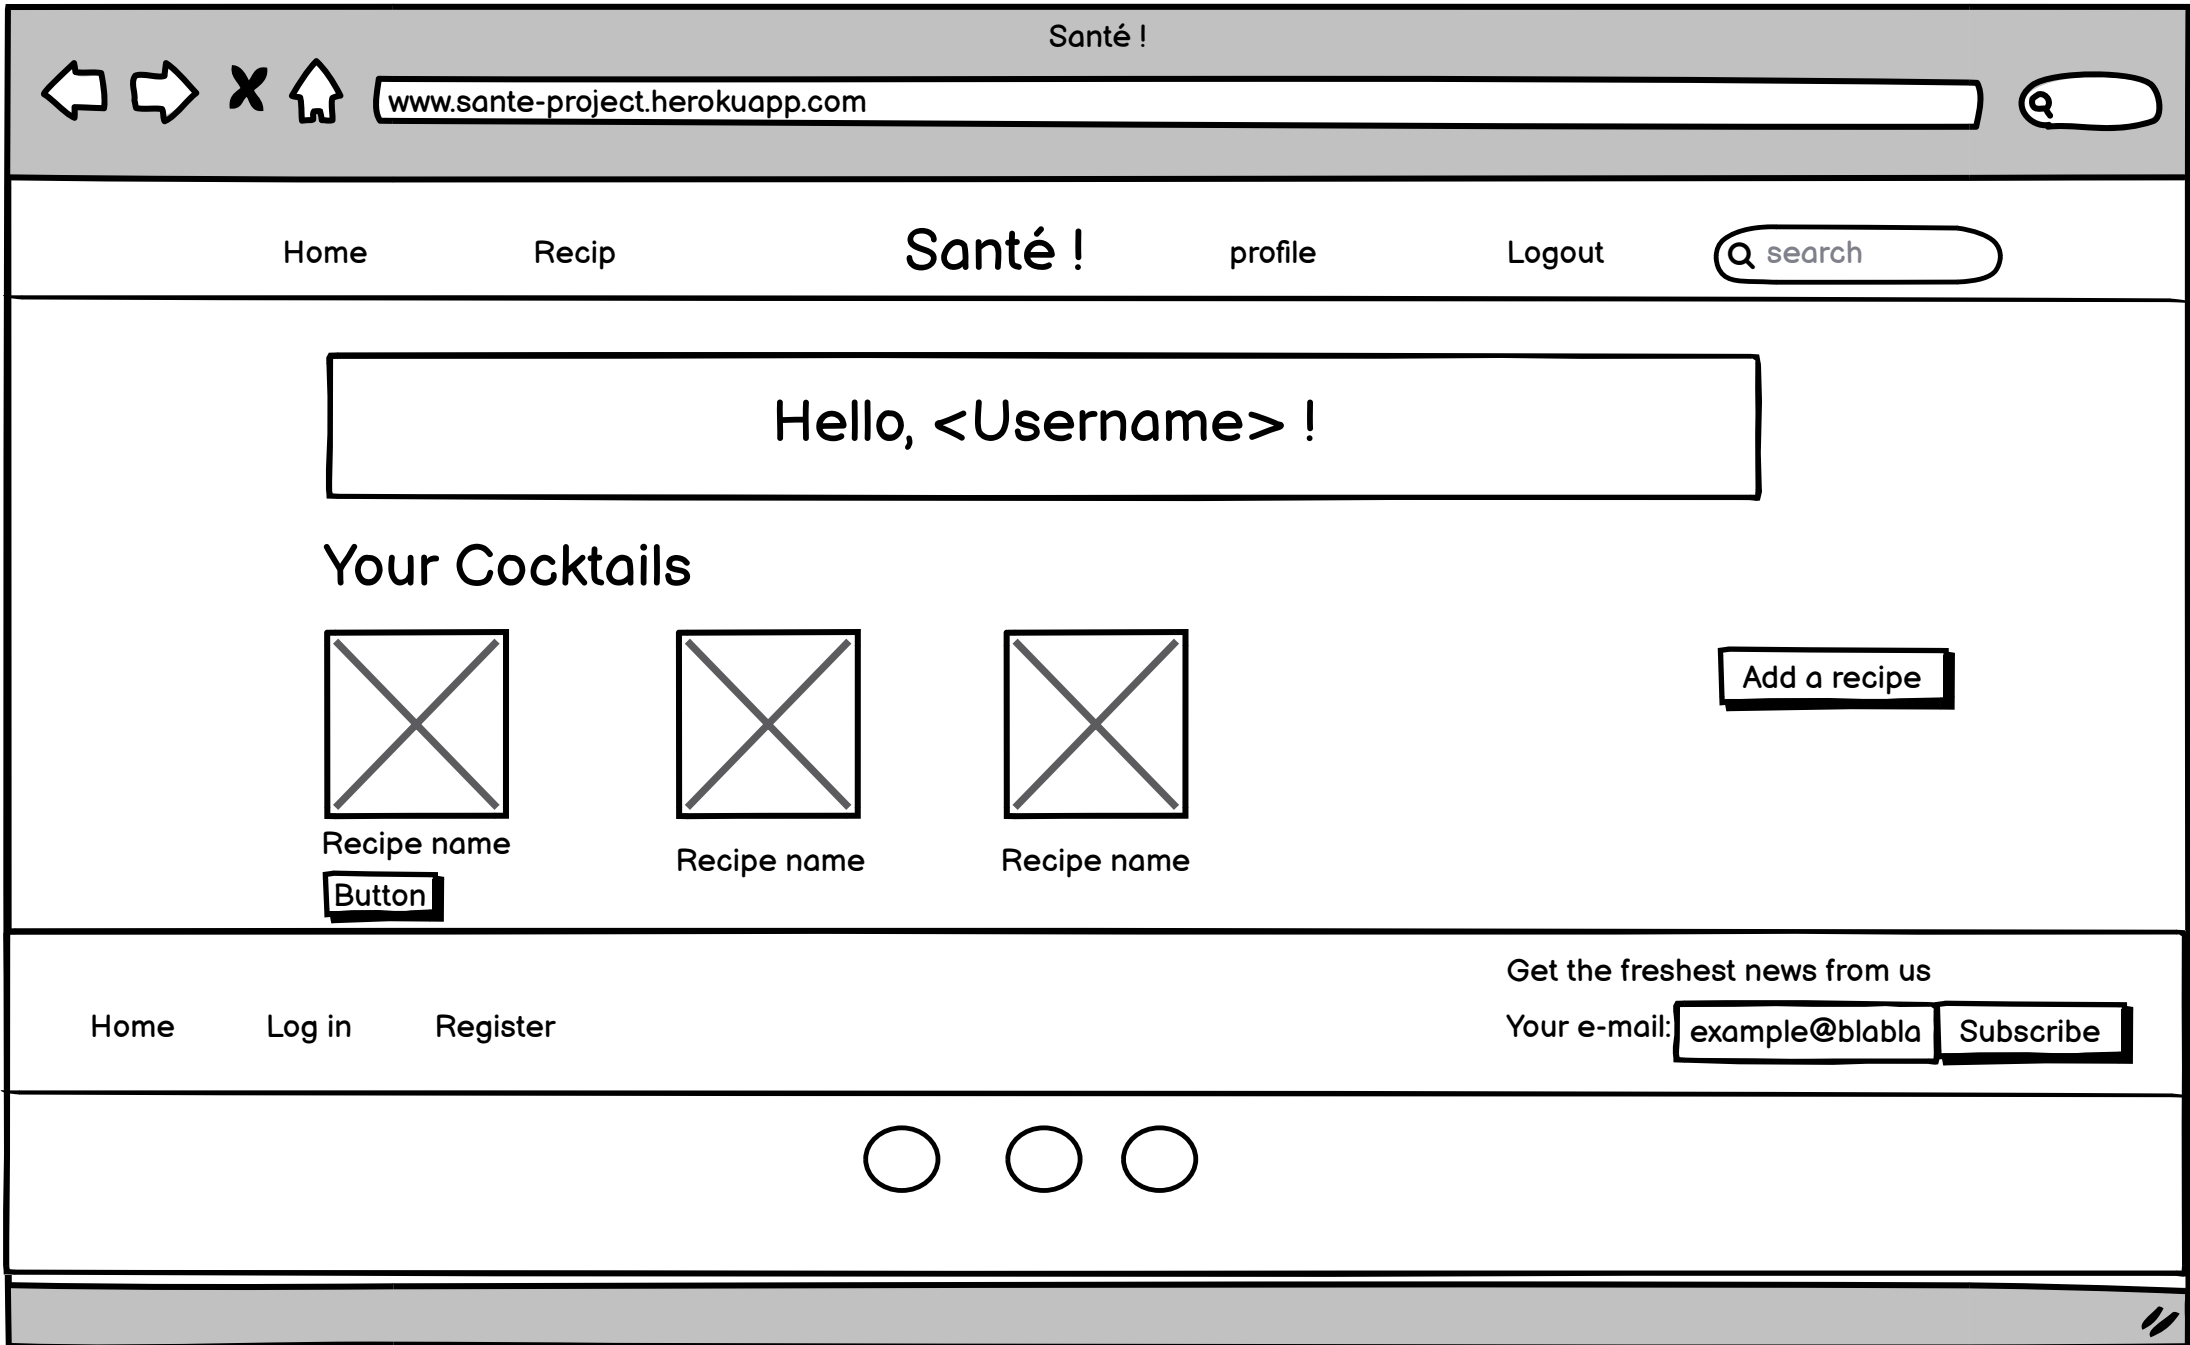 Santé !
www.sante-project.herokuapp.com
Home Recip Santé ! profile Logout search
Hello, <Username> !
Your Cocktails
Add a recipe
Recipe name Recipe name Recipe name
Button
Get the freshest news from us
Home Log in Register Your e-mail: example@blabla Subscribe